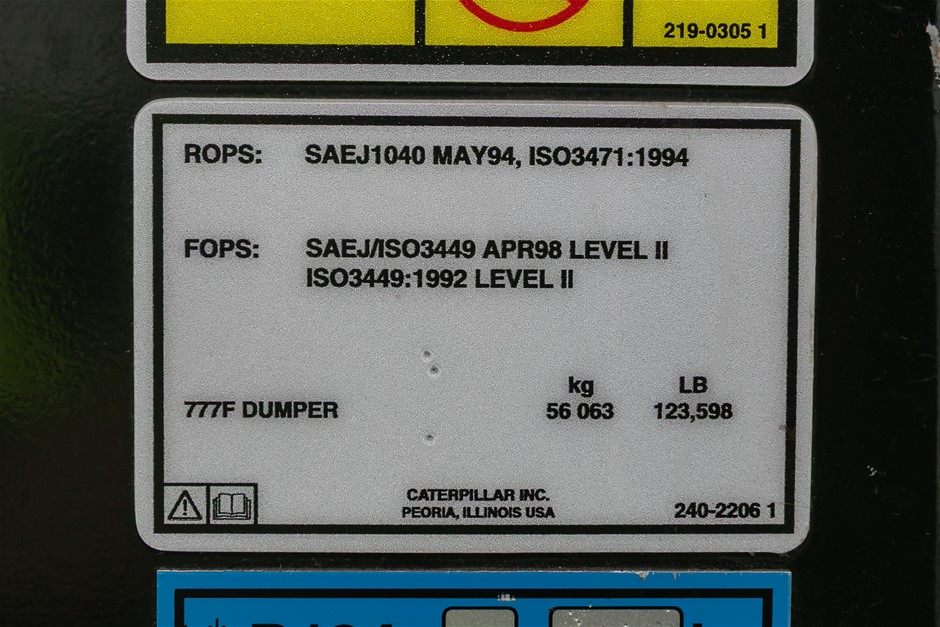 219-0305 1
ROPS: SAEJ1040 MAY94, ISO3471:1994
FOPS: SAEJ/ISO3449 APR98 LEVEL II
ISO3449:1992 LEVEL II
kg LB
777F DUMPER 56 063 123,598
CATERPILLAR INC.
PEORIA, ILLINOIS USA
240-2206 1